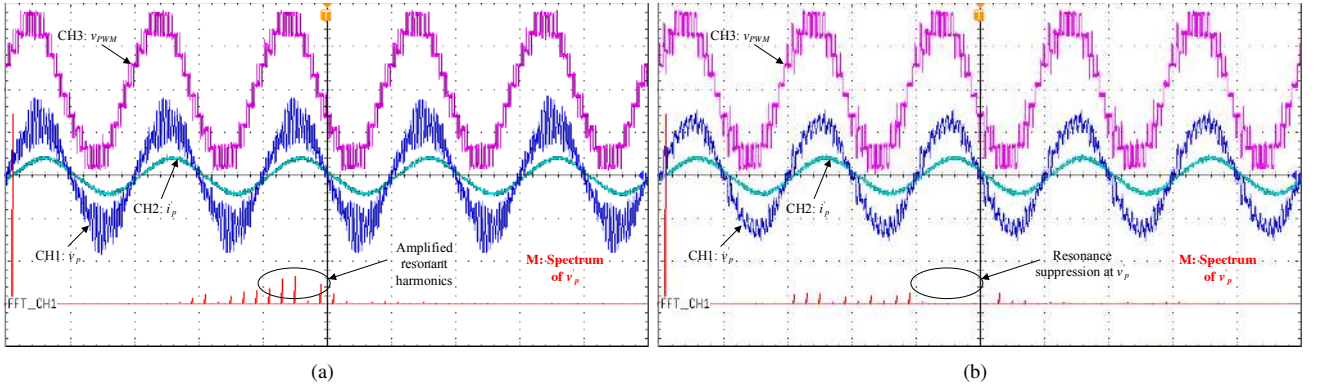 T
CH3: vPWM
CH2: ip
CH1: vp
Amplified
resonant
harmonics
M: Spectrum
of vp
FFT_CH1
(a)
T
CH3: vPWM
CH2: ip
CH1: vp
Resonance
suppression at vp
M: Spectrum
of vp
FFT_CH1
(b)